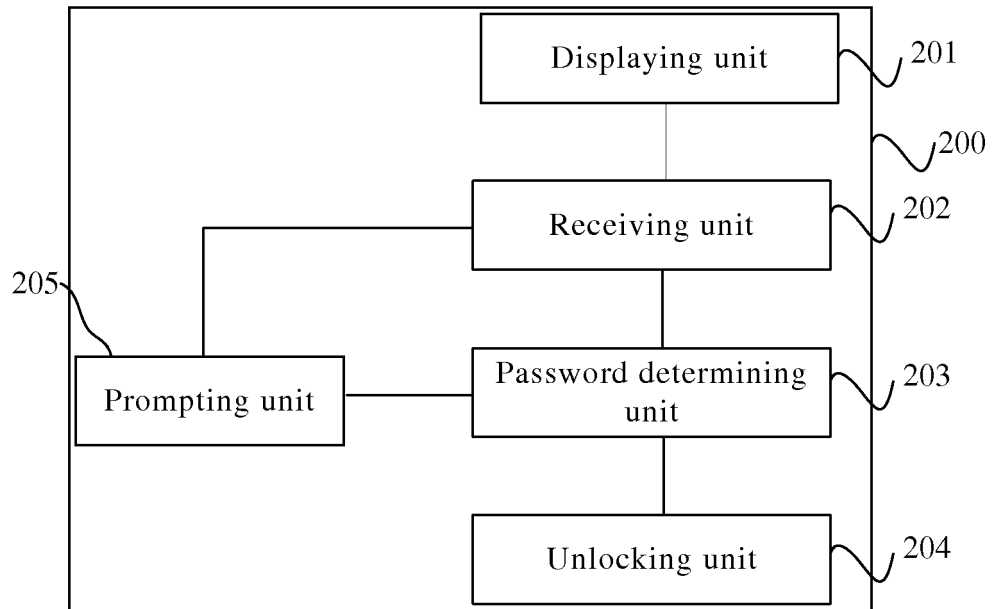 Displaying unit
201
200
Receiving unit
202
205
Prompting unit
Password determining
unit
203
Unlocking unit
204